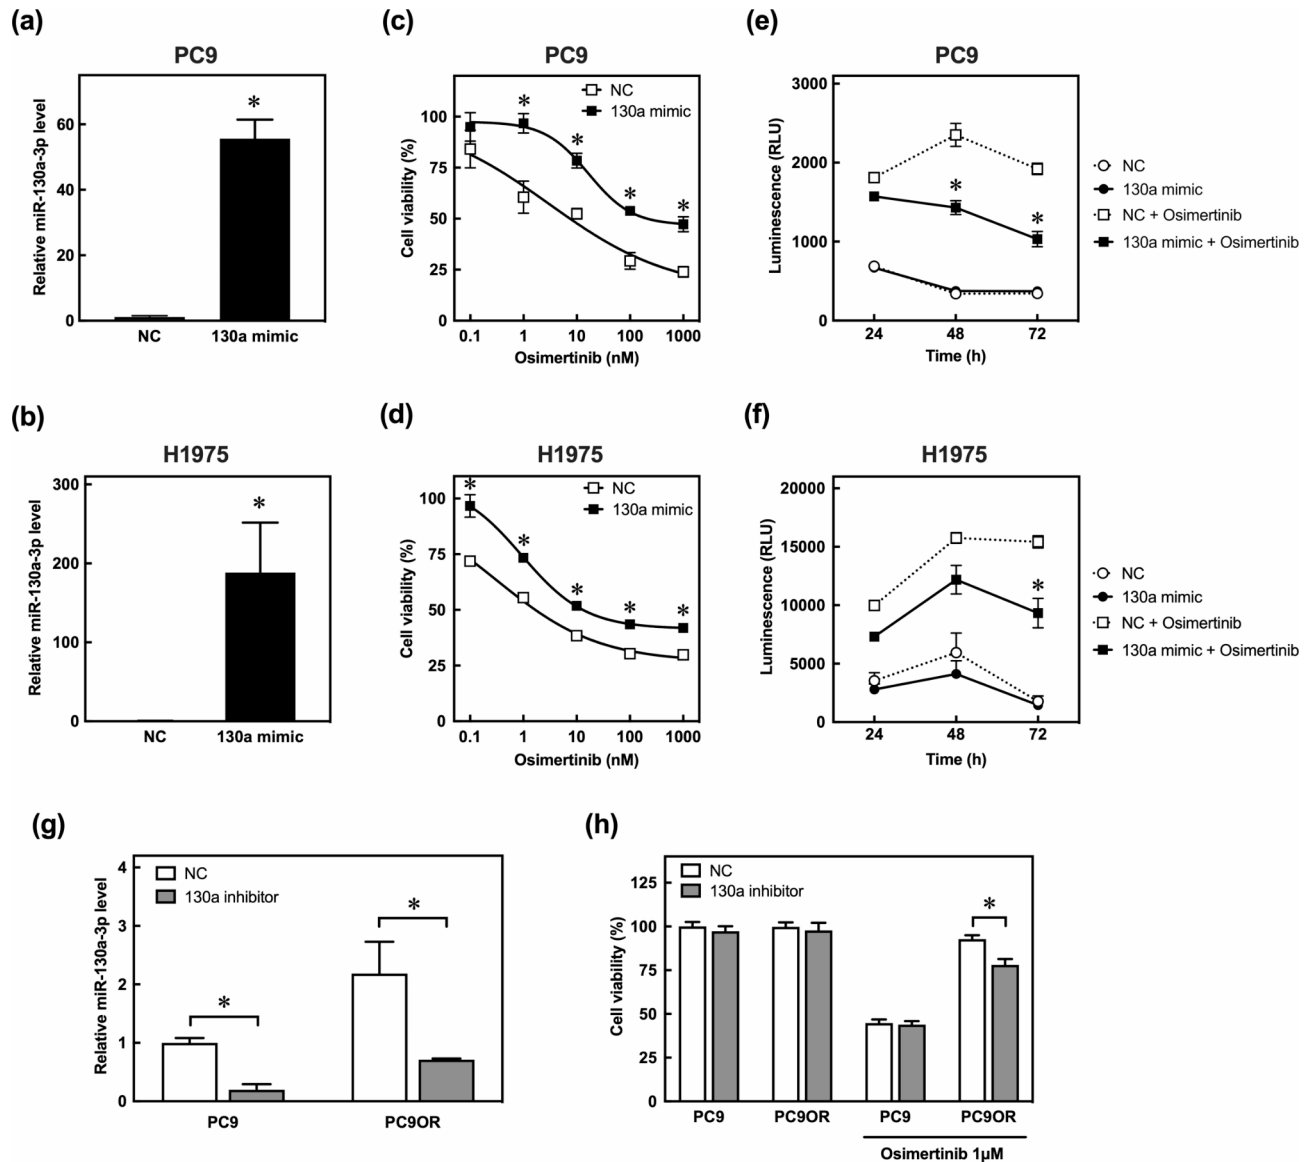 (a)
PC9
Relative miR-130a-3p level
60
40
20
0
*
NC
130a mimic
(c)
Cell viability (%)
100
75
50
25
0
NC
130a mimic
*
*
*
*
0.1
1
10
100
1000
Osimertinib (nM)
(e)
PC9
Luminescence (RLU)
3000
2000
1000
0
*
*
24
48
72
Time (h)
NC
130a mimic
NC + Osimertinib
130a mimic + Osimertinib
(b)
H1975
Relative miR-130a-3p level
300
200
100
0
*
NC
130a mimic
(d)
H1975
Cell viability (%)
100
75
50
25
NC
130a mimic
*
*
*
*
*
0.1
1
10
100
1000
Osimertinib (nM)
(f)
H1975
Luminescence (RLU)
20000
15000
10000
5000
0
*
24
48
72
Time (h)
NC
130a mimic
NC + Osimertinib
130a mimic + Osimertinib
(g)
Relative miR-130a-3p level
4
3
2
1
0
NC
130a inhibitor
*
*
PC9
PC9OR
(h)
Cell viability (%)
125
100
75
50
25
0
NC
130a inhibitor
*
PC9
PC9OR
PC9
PC9OR
Osimertinib 1μM